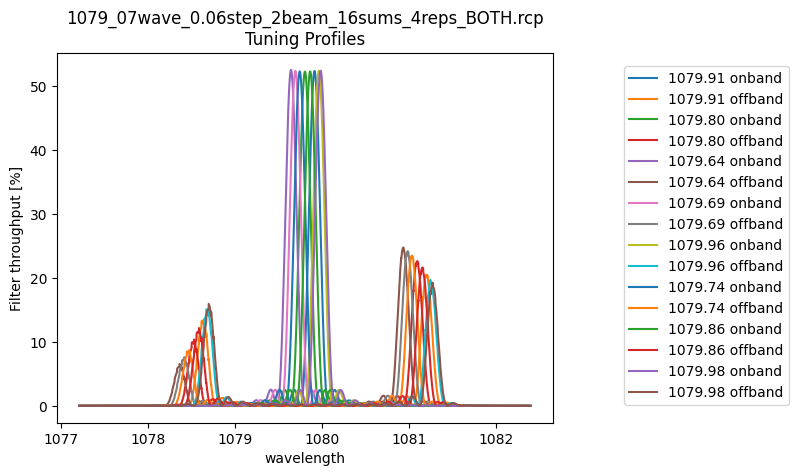 1079_07wave_0.06step_2beam_16sums_4reps_BOTH.rcp
Tuning Profiles
Filter throughput [%]
50
40
30
20
10
0
1077
1078
1079
1080
1081
1082
wavelength
1079.91 onband
1079.91 offband
1079.80 onband
1079.80 offband
1079.64 onband
1079.64 offband
1079.69 onband
1079.69 offband
1079.96 onband
1079.96 offband
1079.74 onband
1079.74 offband
1079.86 onband
1079.86 offband
1079.98 onband
1079.98 offband